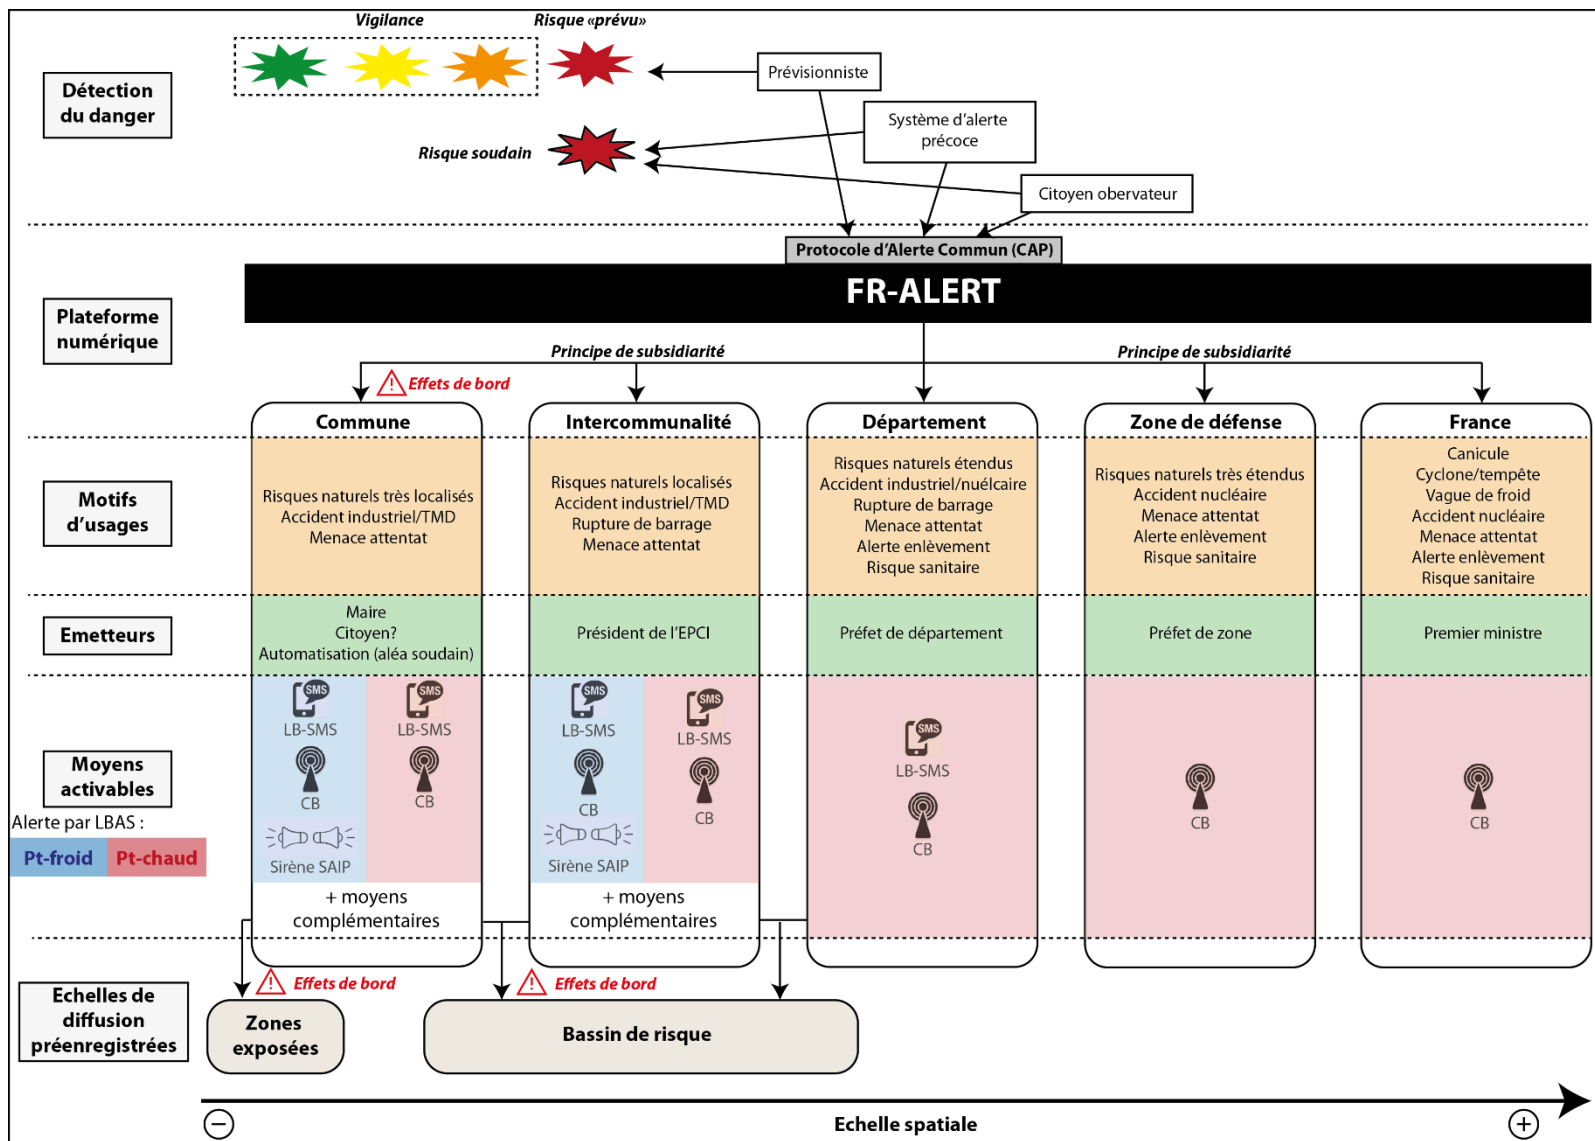 Vigilance
Risque «prévu»
Détection
du danger
Prévisionniste
Système d'alerte
précoce
Risque soudain
Citoyen obervateur
Protocole d'Alerte Commun (CAP)
FR-ALERT
Plateforme
numérique
Principe de subsidiarité
Principe de subsidiarité
Effets de bord
Commune
Intercommunalité
Département
Zone de défense
France
Motifs
d'usages
Risques naturels très localisés
Accident industriel/TMD
Menace attentat
Risques naturels localisés
Accident industriel/TMD
Rupture de barrage
Menace attentat
Risques naturels étendus
Accident industriel/nuélcaire
Rupture de barrage
Menace attentat
Alerte enlèvement
Risque sanitaire
Risques naturels très étendus
Accident nucléaire
Menace attentat
Alerte enlèvement
Risque sanitaire
Canicule
Cyclone/tempête
Vague de froid
Accident nucléaire
Menace attentat
Alerte enlèvement
Risque sanitaire
Emetteurs
Maire
Citoyen?
Automatisation (aléa soudain)
Président de l'EPCI
Préfet de département
Préfet de zone
Premier ministre
Moyens
activables
Alerte par LBAS :
Pt-froid
Pt-chaud
SMS
LB-SMS
CB
Sirène SAIP
SMS
LB-SMS
CB
+ moyens
complémentaires
SMS
LB-SMS
CB
Sirène SAIP
SMS
LB-SMS
CB
+ moyens
complémentaires
SMS
LB-SMS
CB
CB
CB
Echelles de
diffusion
préenregistrées
Effets de bord
Effets de bord
Zones
exposées
Bassin de risque
−
Echelle spatiale
+